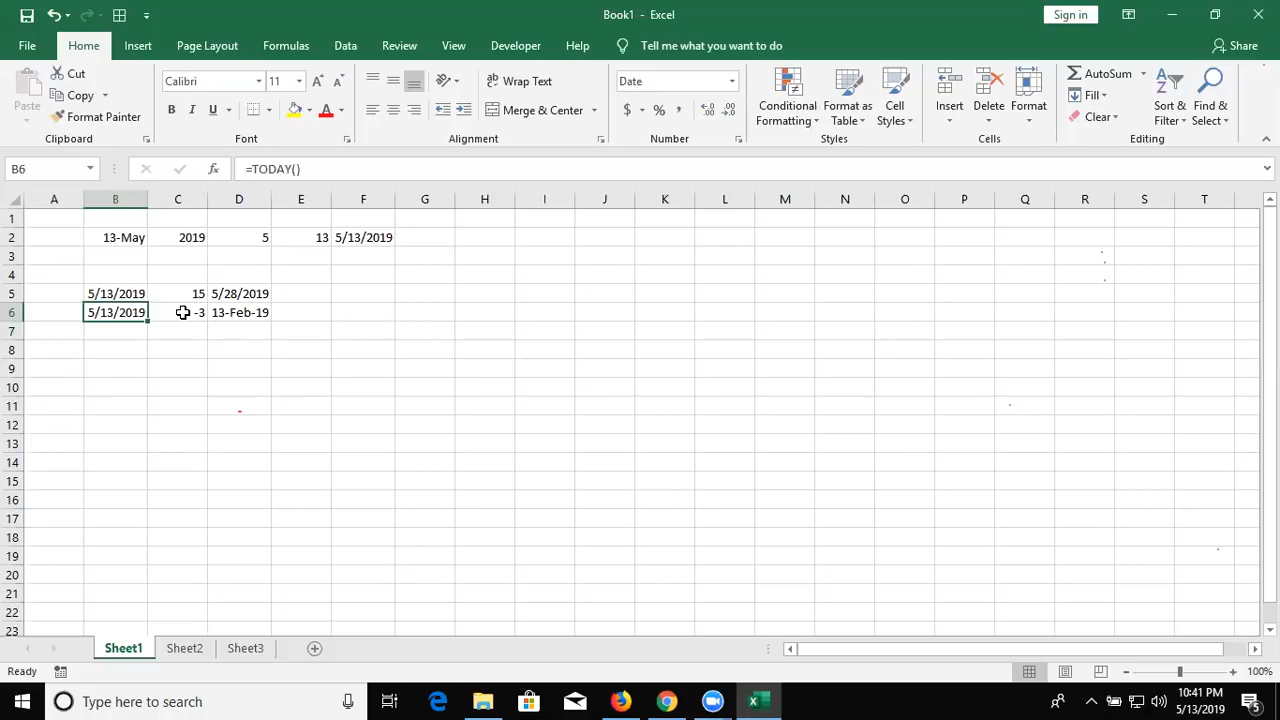 Book1 - Excel
Sign in
File Home Insert Page Layout Formulas Data Review View Developer Help Tell me what you want to do Share
Paste
Cut
Copy
Format Painter
Clipboard
Calibri 11
B I U
Font
Wrap Text
Merge & Center
Alignment
Date
$ % ,
Number
Conditional Formatting
Format as Table
Cell Styles
Styles
Insert Delete Format
Cells
AutoSum
Fill
Clear
Sort & Filter
Find & Select
Editing
B6 fx =TODAY()
A B C D E F G H I J K L M N O P Q R S T
1
2 13-May 2019 5 13 5/13/2019
3
4
5 5/13/2019 15 5/28/2019
6 5/13/2019 -3 13-Feb-19
7
8
9
10
11
12
13
14
15
16
17
18
19
20
21
22
23
Sheet1 Sheet2 Sheet3
Ready 100%
Type here to search
10:41 PM
5/13/2019
5